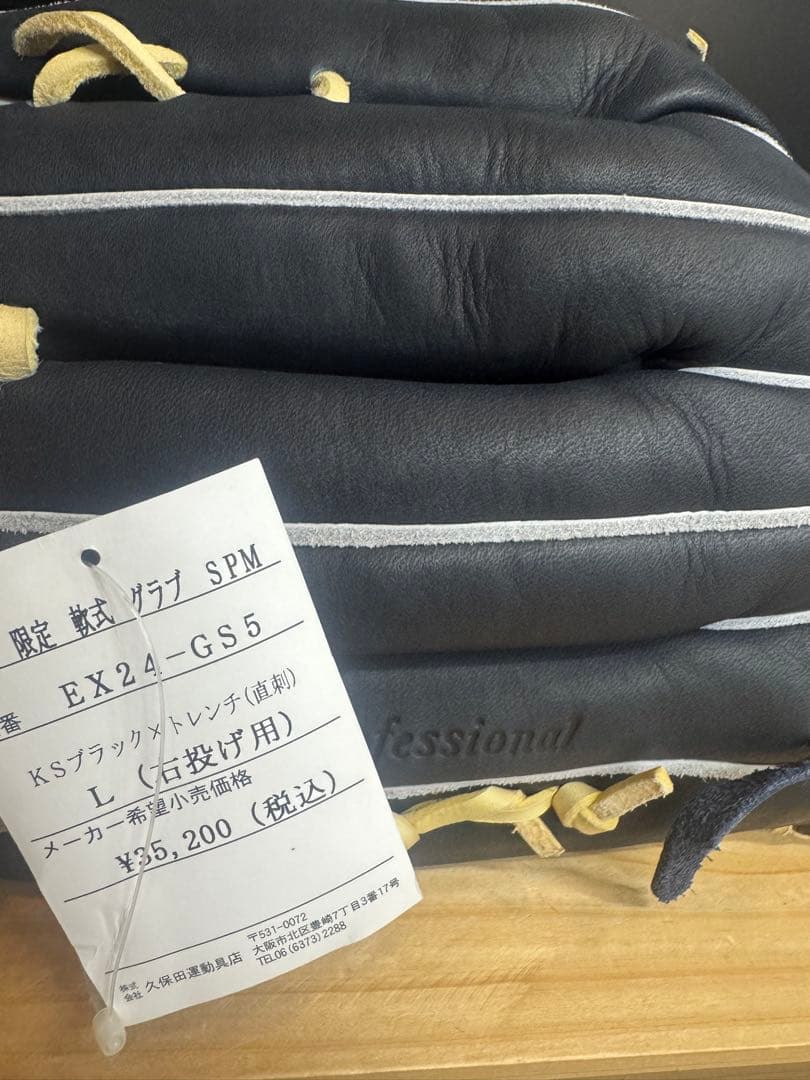 限定 軟式 グラブ SPM
番 EX24-GS5
KSブラック×トレンチ(直刺)
L (右投げ用)
メーカー希望小売価格
¥35,200 (税込)
〒531-0072
大阪市北区豊崎7丁目3番17号
株式会社 久保田運動具店 TEL06(6373)2288
fessional